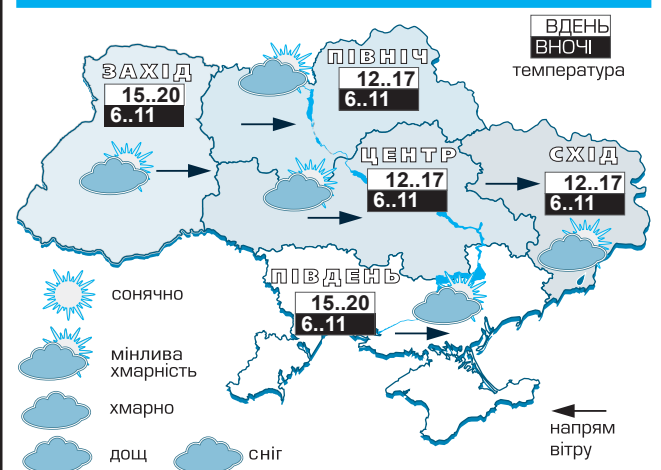 ВДЕНЬ
ВНОЧІ
температура
ЗАХІД
15..20
6..11
ПІВНІЧ
12..17
6..11
ЦЕНТР
12..17
6..11
СХІД
12..17
6..11
ПІВДЕНЬ
15..20
6..11
сонячно
мінлива
хмарність
хмарно
дощ
сніг
напрям
вітру